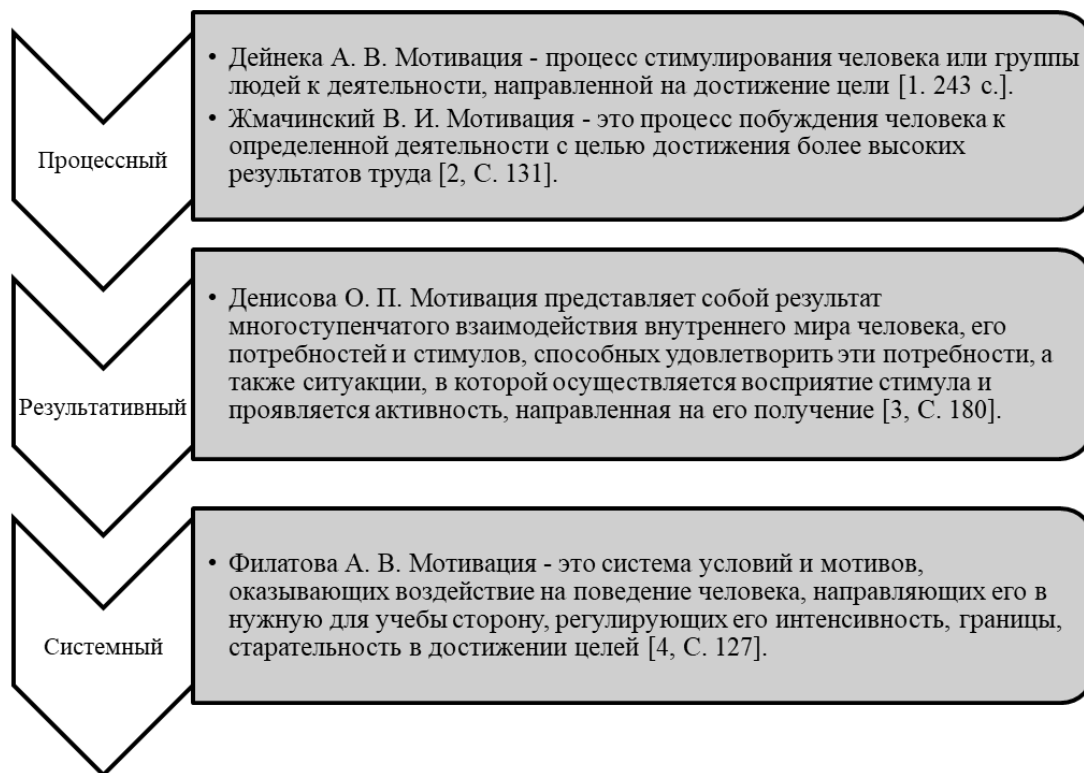 Процессный
• Дейнека А. В. Мотивация - процесс стимулирования человека или группы
людей к деятельности, направленной на достижение цели [1. 243 с.].
• Жмачинский В. И. Мотивация - это процесс побуждения человека к
определенной деятельности с целью достижения более высоких
результатов труда [2, С. 131].
Результативный
• Денисова О. П. Мотивация представляет собой результат
многоступенчатого взаимодействия внутреннего мира человека, его
потребностей и стимулов, способных удовлетворить эти потребности, а
также ситуакции, в которой осуществляется восприятие стимула и
проявляется активность, направленная на его получение [3, С. 180].
Системный
• Филатова А. В. Мотивация - это система условий и мотивов,
оказывающих воздействие на поведение человека, направляющих его в
нужную для учебы сторону, регулирующих его интенсивность, границы,
старательность в достижении целей [4, С. 127].